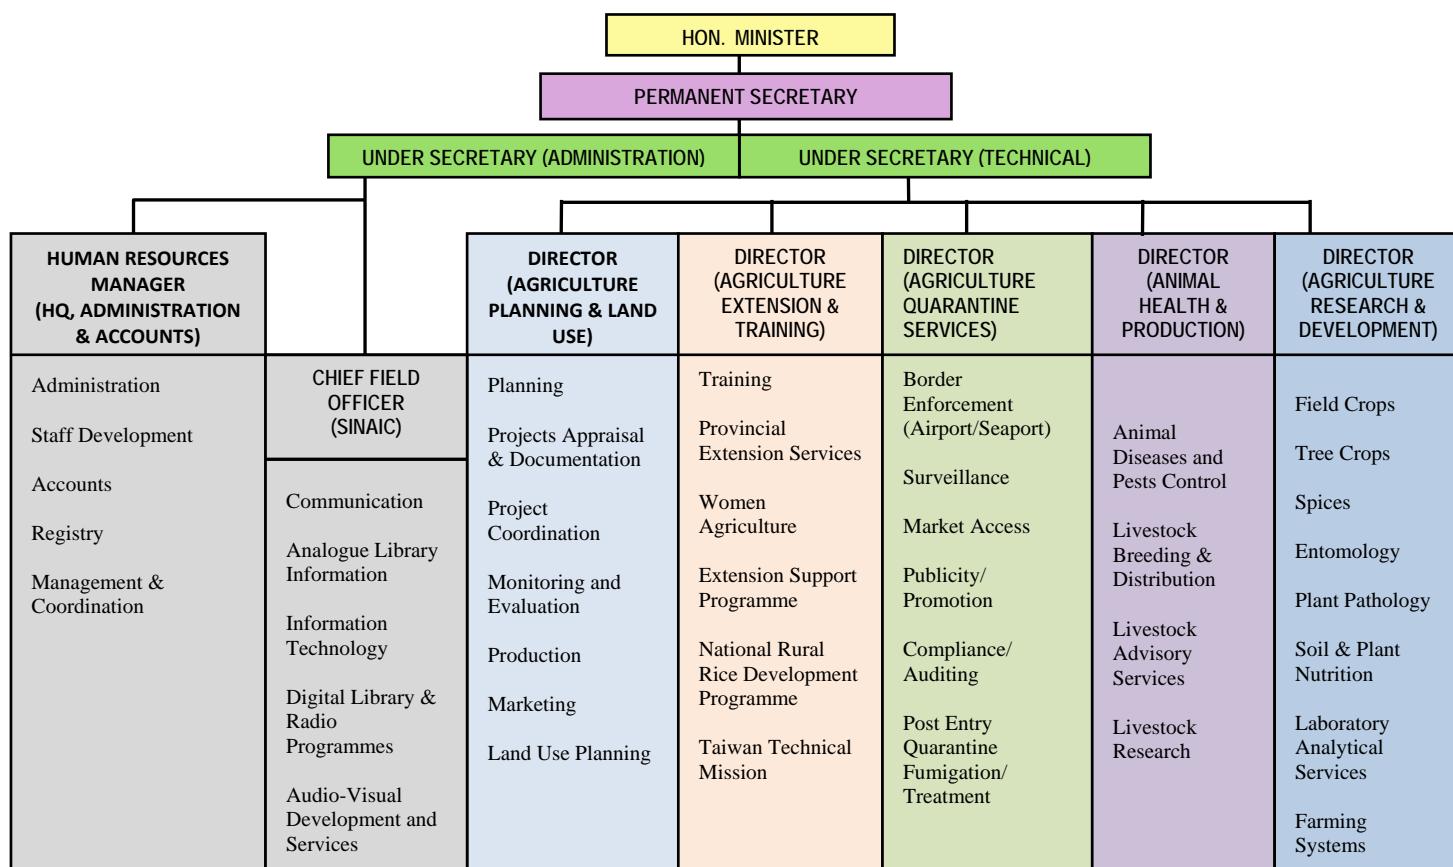 HON. MINISTER
PERMANENT SECRETARY
UNDER SECRETARY (ADMINISTRATION)
UNDER SECRETARY (TECHNICAL)
HUMAN RESOURCES
MANAGER
(HQ, ADMINISTRATION
& ACCOUNTS)
Administration
Staff Development
Accounts
Registry
Management &
Coordination
CHIEF FIELD
OFFICER
(SINAIC)
Communication
Analogue Library
Information
Information
Technology
Digital Library &
Radio
Programmes
Audio-Visual
Development and
Services
DIRECTOR
(AGRICULTURE
PLANNING & LAND
USE)
Planning
Projects Appraisal
& Documentation
Project
Coordination
Monitoring and
Evaluation
Production
Marketing
Land Use Planning
DIRECTOR
(AGRICULTURE
EXTENSION &
TRAINING)
Training
Provincial
Extension Services
Women
Agriculture
Extension Support
Programme
National Rural
Rice Development
Programme
Taiwan Technical
Mission
DIRECTOR
(AGRICULTURE
QUARANTINE
SERVICES)
Border
Enforcement
(Airport/Seaport)
Surveillance
Market Access
Publicity/
Promotion
Compliance/
Auditing
Post Entry
Quarantine
Fumigation/
Treatment
DIRECTOR
(ANIMAL
HEALTH &
PRODUCTION)
Animal
Diseases and
Pests Control
Livestock
Breeding &
Distribution
Livestock
Advisory
Services
Livestock
Research
DIRECTOR
(AGRICULTURE
RESEARCH &
DEVELOPMENT)
Field Crops
Tree Crops
Spices
Entomology
Plant Pathology
Soil & Plant
Nutrition
Laboratory
Analytical
Services
Farming
Systems